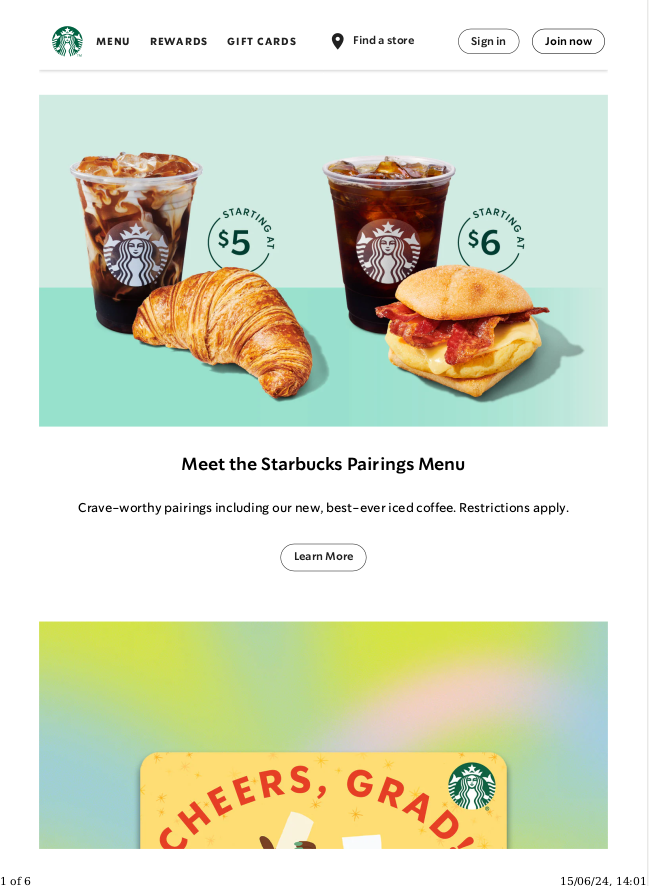 MENU REWARDS GIFT CARDS Find a store Sign in Join now
STARTING AT
$5
STARTING AT
$6
Meet the Starbucks Pairings Menu
Crave-worthy pairings including our new, best-ever iced coffee. Restrictions apply.
Learn More
CHEERS, GRAD!
1 of 6 15/06/24, 14:01